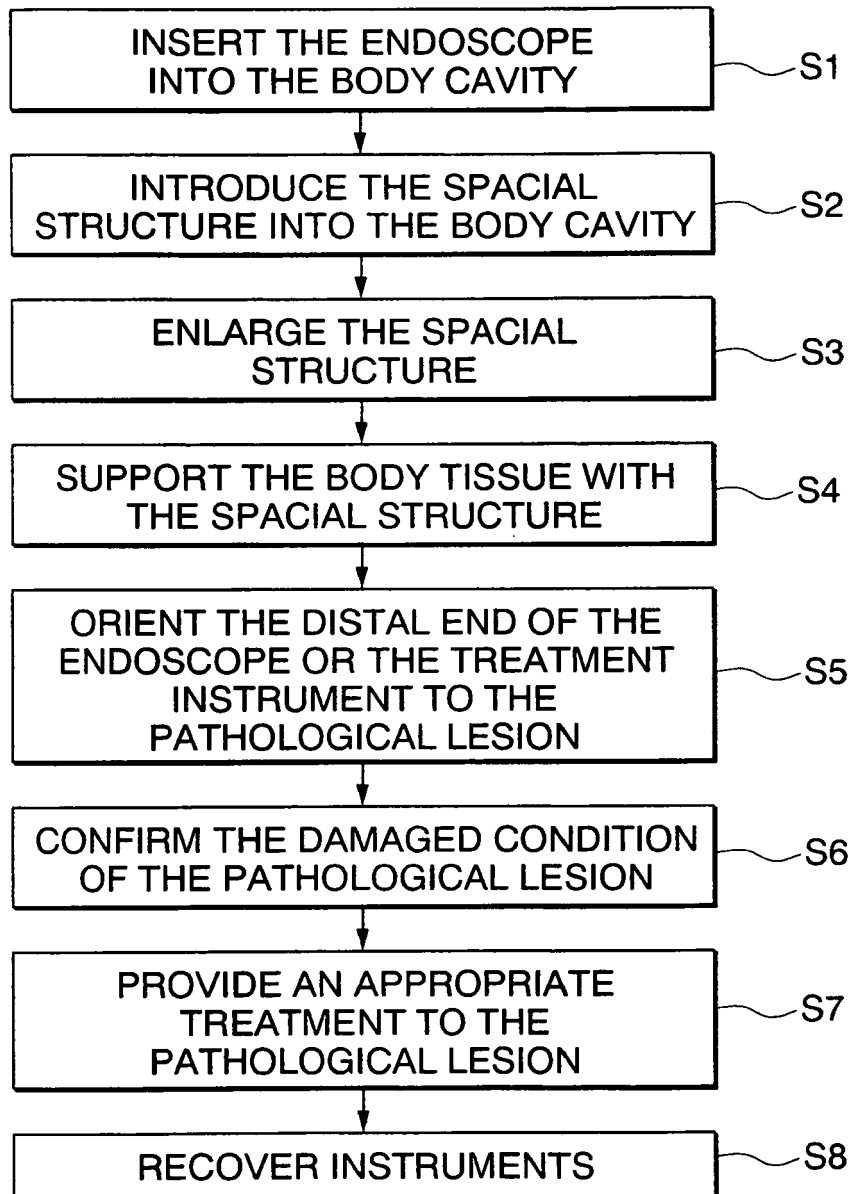 INSERT THE ENDOSCOPE
INTO THE BODY CAVITY
S1
INTRODUCE THE SPACIAL
STRUCTURE INTO THE BODY CAVITY
S2
ENLARGE THE SPACIAL
STRUCTURE
S3
SUPPORT THE BODY TISSUE WITH
THE SPACIAL STRUCTURE
S4
ORIENT THE DISTAL END OF THE
ENDOSCOPE OR THE TREATMENT
INSTRUMENT TO THE
PATHOLOGICAL LESION
S5
CONFIRM THE DAMAGED CONDITION
OF THE PATHOLOGICAL LESION
S6
PROVIDE AN APPROPRIATE
TREATMENT TO THE
PATHOLOGICAL LESION
S7
RECOVER INSTRUMENTS
S8